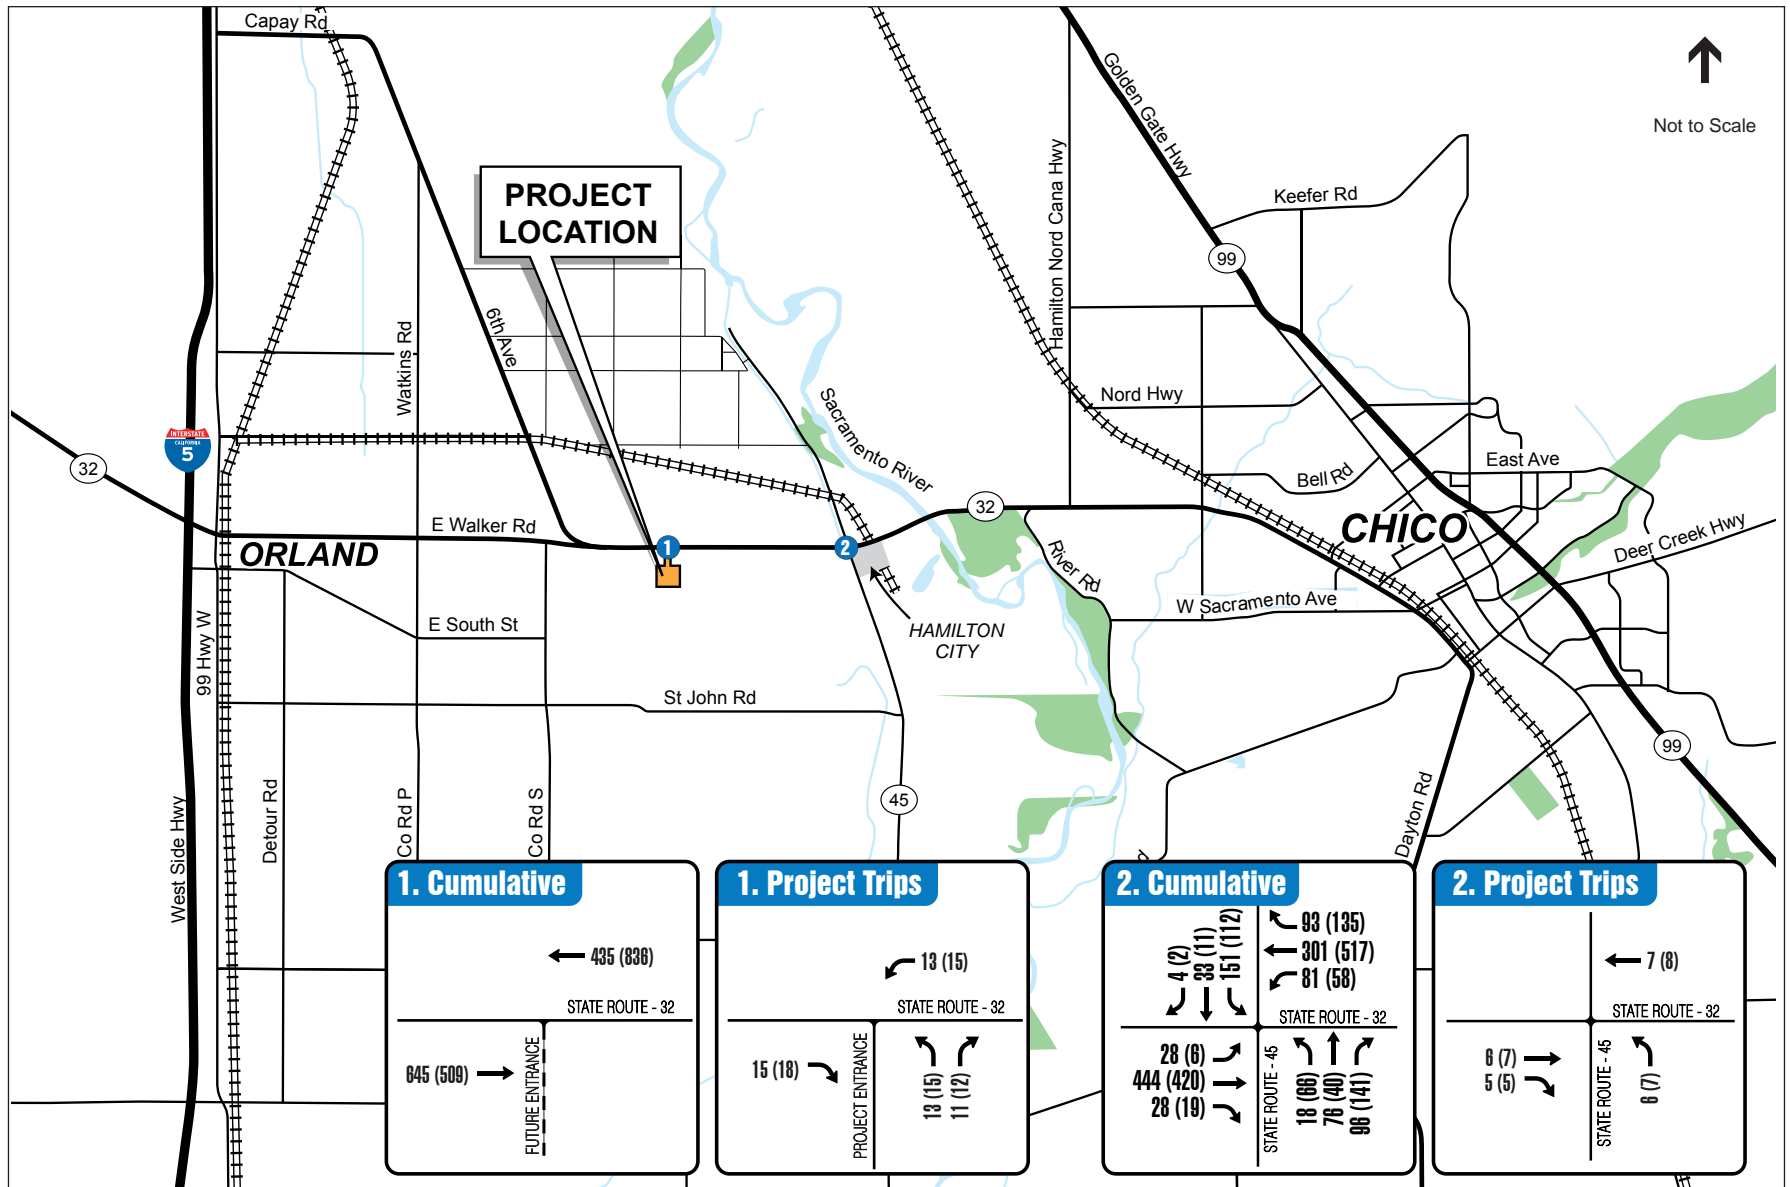 Capay Rd
Golden Gate Hwy
Not to Scale
Hamilton Nord Cana Hwy
PROJECT
LOCATION
Keefer Rd
99
6th Ave
Watkins Rd
Sacramento River
Nord Hwy
INTERSTATE
CALIFORNIA
5
32
Bell Rd
East Ave
32
E Walker Rd
ORLAND
1
2
CHICO
Deer Creek Hwy
River Rd
W Sacramento Ave
E South St
HAMILTON
CITY
99 Hwy W
St John Rd
99
45
West Side Hwy
Detour Rd
Co Rd P
Co Rd S
Dayton Rd
d
1. Cumulative
435 (836)
STATE ROUTE - 32
645 (509)
FUTURE ENTRANCE
1. Project Trips
13 (15)
STATE ROUTE - 32
15 (18)
PROJECT ENTRANCE
13 (15)
11 (12)
2. Cumulative
4 (2)
33 (11)
151 (112)
93 (135)
301 (517)
81 (58)
STATE ROUTE - 32
28 (6)
444 (420)
28 (19)
STATE ROUTE - 45
18 (66)
76 (40)
96 (141)
2. Project Trips
7 (8)
STATE ROUTE - 32
6 (7)
5 (5)
STATE ROUTE - 45
6 (7)